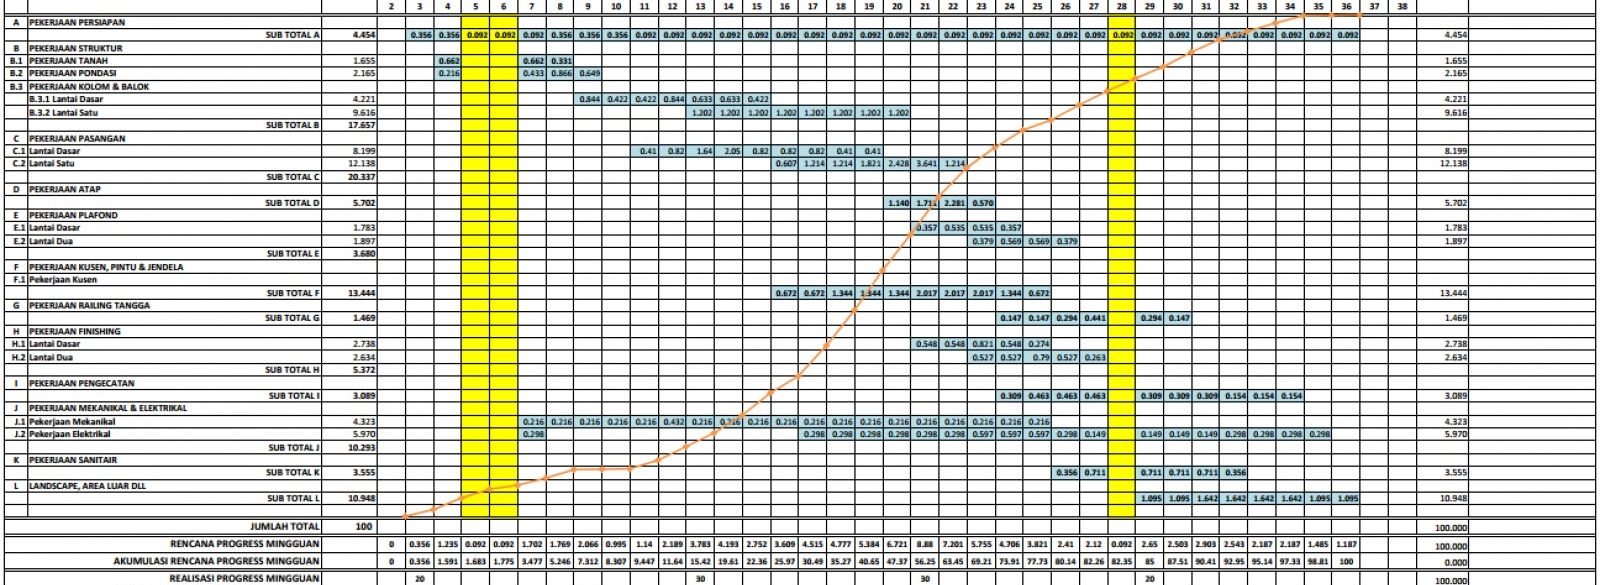 2 3 4 5 6 7 8 9 10 11 12 13 14 15 16 17 18 19 20 21 22 23 24 25 26 27 28 29 30 31 32 33 34 35 36 37 38
A PEKERJAAN PERSIAPAN
SUB TOTAL A 4.454 0.356 0.356 0.092 0.092 0.092 0.356 0.356 0.356 0.092 0.092 0.092 0.092 0.092 0.092 0.092 0.092 0.092 0.092 0.092 0.092 0.092 0.092 0.092 0.092 0.092 0.092 0.092 0.092 0.092 0.092 0.092 0.092 0.092 0.092 4.454
B PEKERJAAN STRUKTUR
B.1 PEKERJAAN TANAH 1.655 0.662 0.662 0.331 1.655
B.2 PEKERJAAN PONDASI 2.165 0.216 0.433 0.866 0.649 2.165
B.3 PEKERJAAN KOLOM & BALOK
B.3.1 Lantai Dasar 4.221 0.844 0.422 0.422 0.844 0.633 0.633 0.422 4.221
B.3.2 Lantai Satu 9.616 1.202 1.202 1.202 1.202 1.202 1.202 1.202 1.202 9.616
SUB TOTAL B 17.657
C PEKERJAAN PASANGAN
C.1 Lantai Dasar 8.199 0.41 0.82 1.64 2.05 0.82 0.82 0.82 0.41 0.41 8.199
C.2 Lantai Satu 12.138 0.607 1.214 1.214 1.821 2.428 3.641 1.214 12.138
SUB TOTAL C 20.337
D PEKERJAAN ATAP
SUB TOTAL D 5.702 1.140 1.711 2.281 0.570 5.702
E PEKERJAAN PLAFOND
E.1 Lantai Dasar 1.783 0.357 0.535 0.535 0.357 1.783
E.2 Lantai Dua 1.897 0.379 0.569 0.569 0.379 1.897
SUB TOTAL E 3.680
F PEKERJAAN KUSEN, PINTU & JENDELA
F.1 Pekerjaan Kusen
SUB TOTAL F 13.444 0.672 0.672 1.344 1.344 1.344 2.017 2.017 2.017 1.344 0.672 13.444
G PEKERJAAN RAILING TANGGA
SUB TOTAL G 1.469 0.147 0.147 0.294 0.441 0.294 0.147 1.469
H PEKERJAAN FINISHING
H.1 Lantai Dasar 2.738 0.548 0.548 0.821 0.548 0.274 2.738
H.2 Lantai Dua 2.634 0.527 0.527 0.79 0.527 0.263 2.634
SUB TOTAL H 5.372
I PEKERJAAN PENGECATAN
SUB TOTAL I 3.089 0.309 0.463 0.463 0.463 0.309 0.309 0.309 0.154 0.154 0.154 3.089
J PEKERJAAN MEKANIKAL & ELEKTRIKAL
J.1 Pekerjaan Mekanikal 4.323 0.216 0.216 0.216 0.216 0.216 0.432 0.216 0.216 0.216 0.216 0.216 0.216 0.216 0.216 0.216 0.216 0.216 0.216 0.216 4.323
J.2 Pekerjaan Elektrikal 5.970 0.298 0.298 0.298 0.298 0.298 0.298 0.298 0.597 0.597 0.597 0.298 0.149 0.149 0.149 0.149 0.298 0.298 0.298 0.298 5.970
SUB TOTAL J 10.293
K PEKERJAAN SANITAIR
SUB TOTAL K 3.555 0.356 0.711 0.711 0.711 0.711 0.356 3.555
L LANDSCAPE, AREA LUAR DLL
SUB TOTAL L 10.948 1.095 1.095 1.642 1.642 1.642 1.642 1.095 1.095 10.948
JUMLAH TOTAL 100 100.000
RENCANA PROGRESS MINGGUAN 0 0.356 1.235 0.092 0.092 1.702 1.769 2.066 0.995 1.14 2.189 3.783 4.193 2.752 3.609 4.515 4.777 5.384 6.721 8.88 7.201 5.755 4.706 3.821 2.41 2.12 0.092 2.65 2.503 2.903 2.543 2.187 2.187 1.485 1.187 100.000
AKUMULASI RENCANA PROGRESS MINGGUAN 0 0.356 1.591 1.683 1.775 3.477 5.246 7.312 8.307 9.447 11.64 15.42 19.61 22.36 25.97 30.49 35.27 40.65 47.37 56.25 63.45 69.21 73.91 77.73 80.14 82.26 82.35 85 87.51 90.41 92.95 95.14 97.33 98.81 100 0.000
REALISASI PROGRESS MINGGUAN 20 30 30 20 100.000